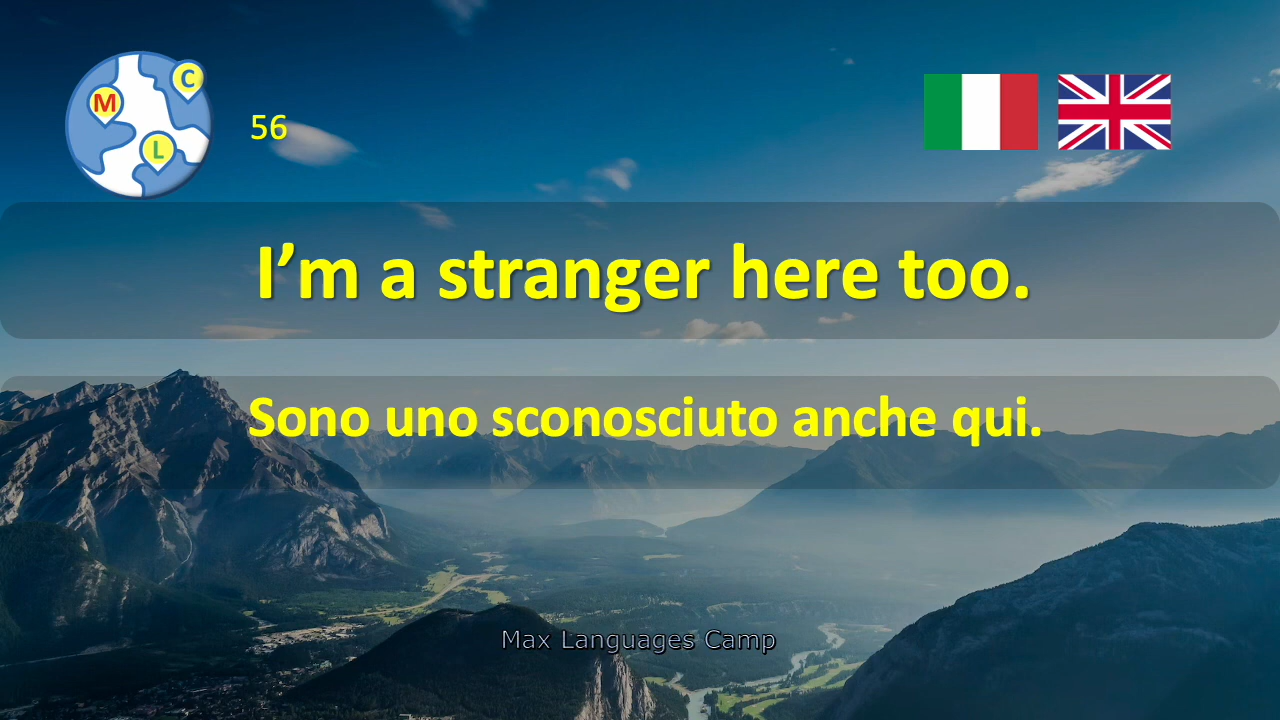 M
C
L
56
I’m a stranger here too.
Sono uno sconosciuto anche qui.
Max Languages Camp